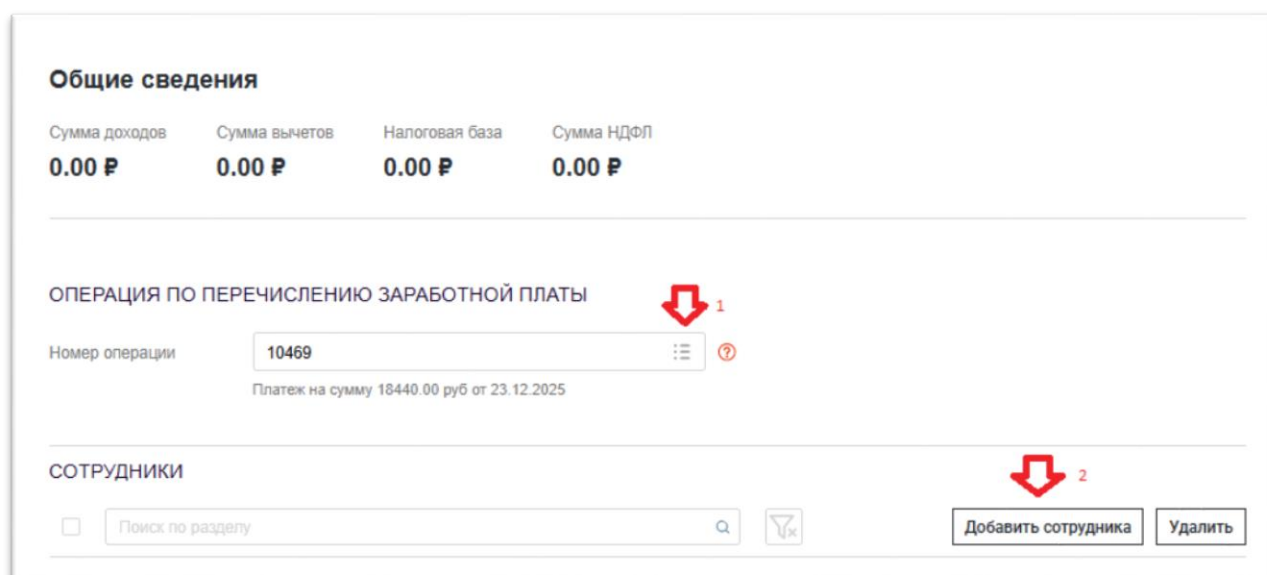 Общие сведения
Сумма доходов Сумма вычетов Налоговая база Сумма НДФЛ
0.00 ₽ 0.00 ₽ 0.00 ₽ 0.00 ₽
ОПЕРАЦИЯ ПО ПЕРЕЧИСЛЕНИЮ ЗАРАБОТНОЙ ПЛАТЫ 1
Номер операции 10469 ?
Платеж на сумму 18440.00 руб от 23.12.2025
СОТРУДНИКИ 2
Поиск по разделу Добавить сотрудника Удалить